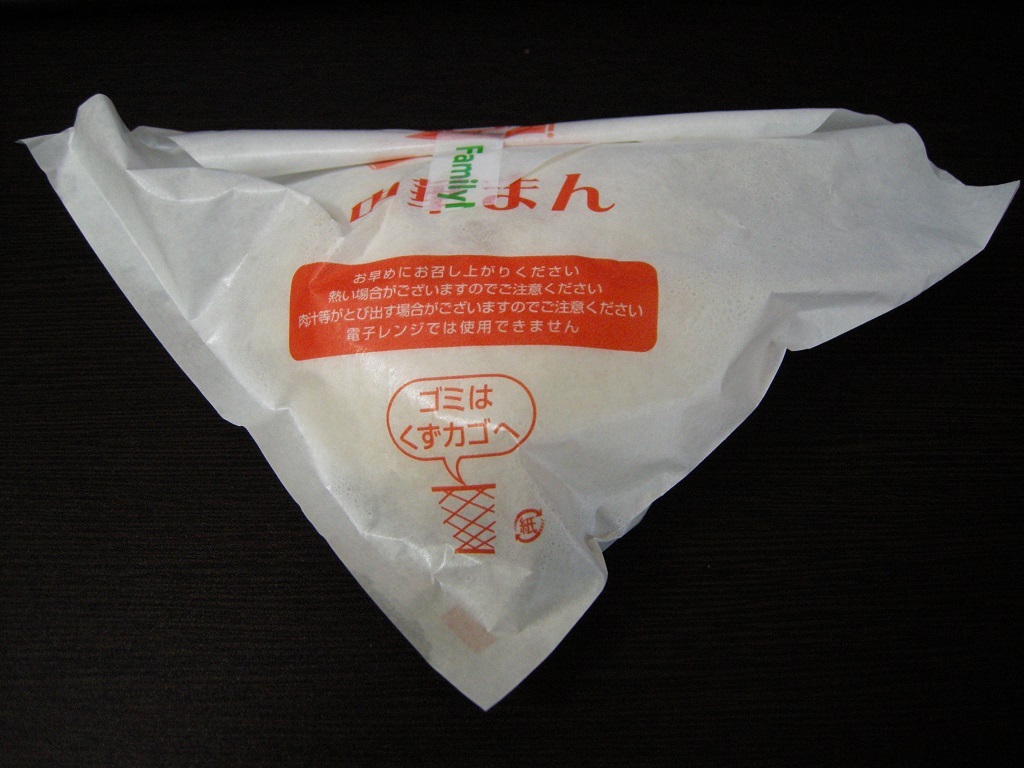 Family!
まん
お早めにお召し上がりください
熱い場合がございますのでご注意ください
肉汁等がとび出す場合がございますのでご注意ください
電子レンジでは使用できません
ゴミは
くずカゴへ
紙